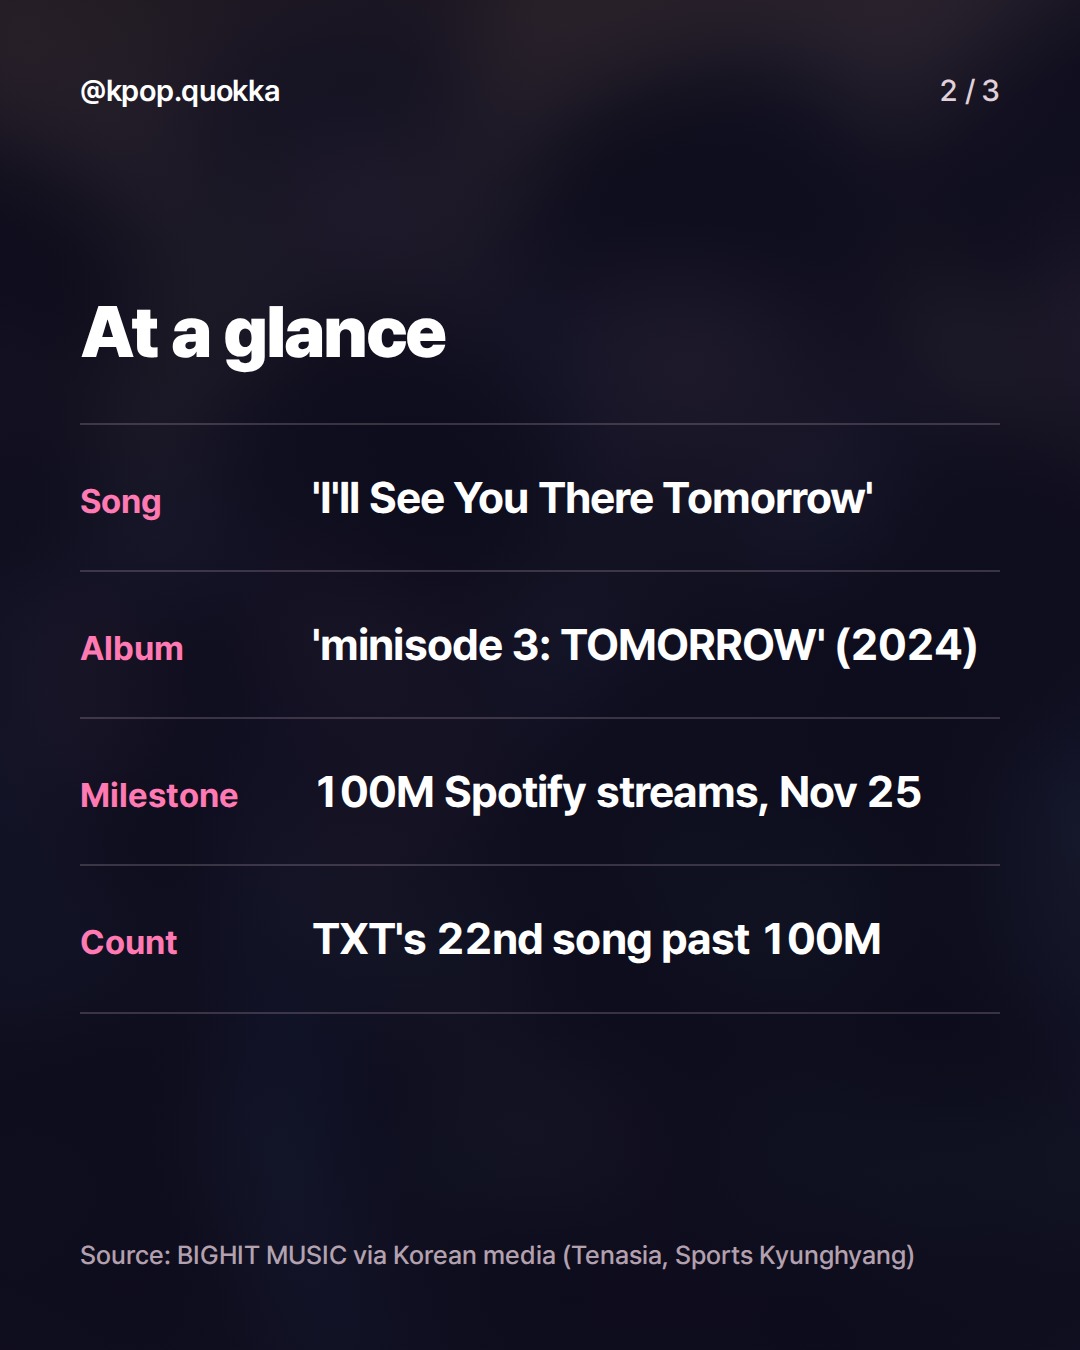 @kpop.quokka
2 / 3
At a glance
Song 'I'll See You There Tomorrow'
Album 'minisode 3: TOMORROW' (2024)
Milestone 100M Spotify streams, Nov 25
Count TXT's 22nd song past 100M
Source: BIGHIT MUSIC via Korean media (Tenasia, Sports Kyunghyang)